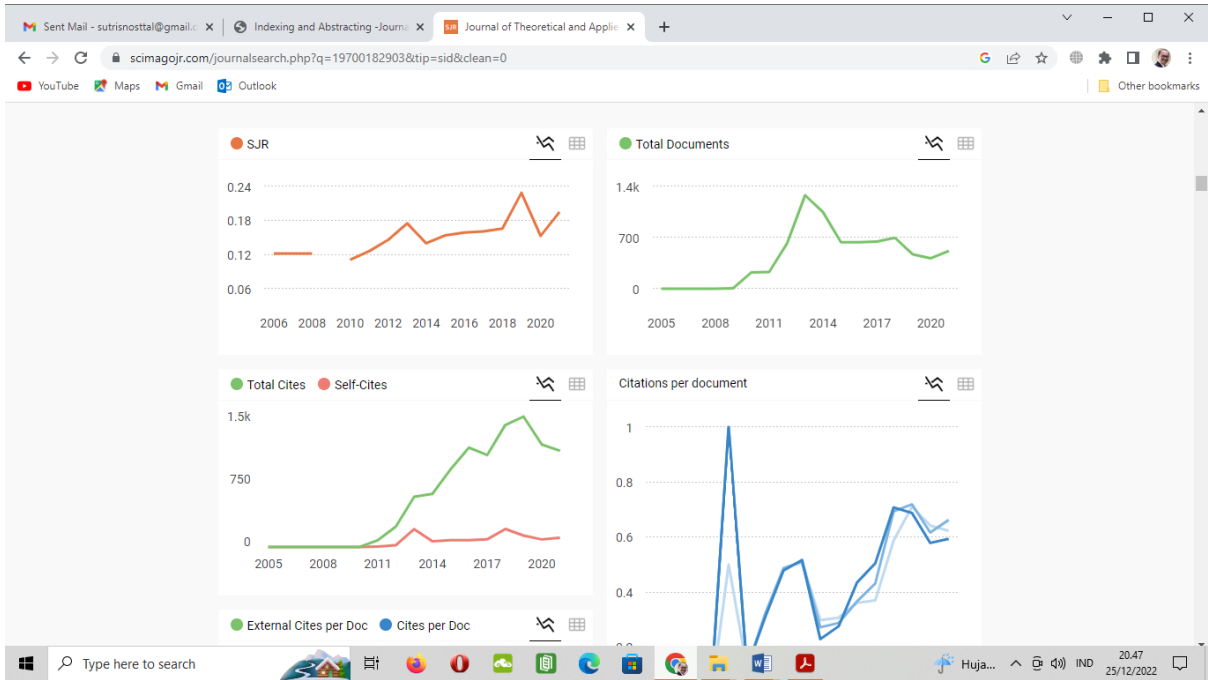 Sent Mail - sutrisnosttal@gmail.c
Indexing and Abstracting -Journa
SJR Journal of Theoretical and Applie
scimagojr.com/journalsearch.php?q=19700182903&tip=sid&clean=0
YouTube Maps Gmail Outlook Other bookmarks
SJR
0.24
0.18
0.12
0.06
2006 2008 2010 2012 2014 2016 2018 2020
Total Documents
1.4k
700
0
2005 2008 2011 2014 2017 2020
Total Cites Self-Cites
1.5k
750
0
2005 2008 2011 2014 2017 2020
Citations per document
1
0.8
0.6
0.4
External Cites per Doc Cites per Doc
Type here to search
Huja... IND
20.47
25/12/2022